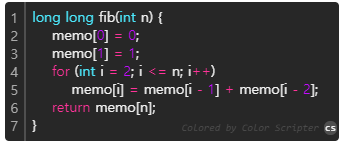 1 long long fib(int n) {
2     memo[0] = 0;
3     memo[1] = 1;
4     for (int i = 2; i <= n; i++)
5         memo[i] = memo[i - 1] + memo[i - 2];
6     return memo[n];
7 }
Colored by Color Scripter cs